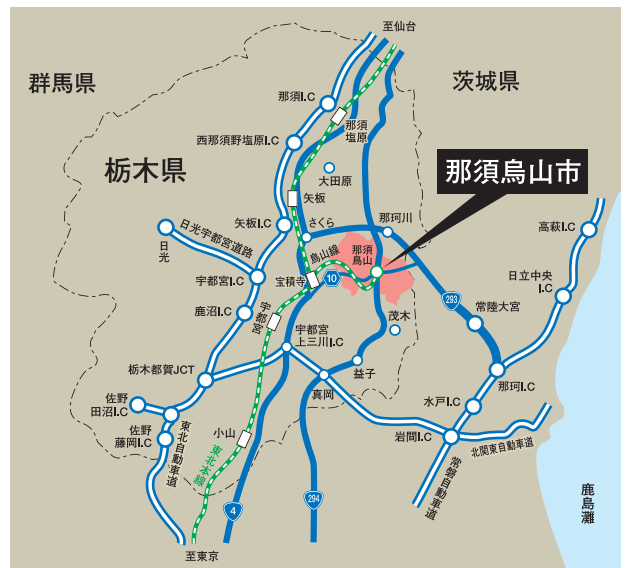 至仙台
群馬県
茨城県
那須I.C
那須
塩原
西那須野塩原I.C
栃木県
大田原
那須烏山市
矢板
那珂川
高萩I.C
矢板I.C
さくら
日光宇都宮道路
日光
烏山線
那須
烏山
宇都宮I.C
宝積寺
10
日立中央
I.C
293
常陸大宮
鹿沼I.C
宇都宮
茂木
宇都宮
上三川I.C
益子
栃木都賀JCT
真岡
那珂I.C
佐野
田沼I.C
水戸I.C
小山
岩間I.C
佐野
藤岡I.C
北関東自動車道
東北自動車道
東北本線
常磐自動車道
鹿島灘
294
4
至東京